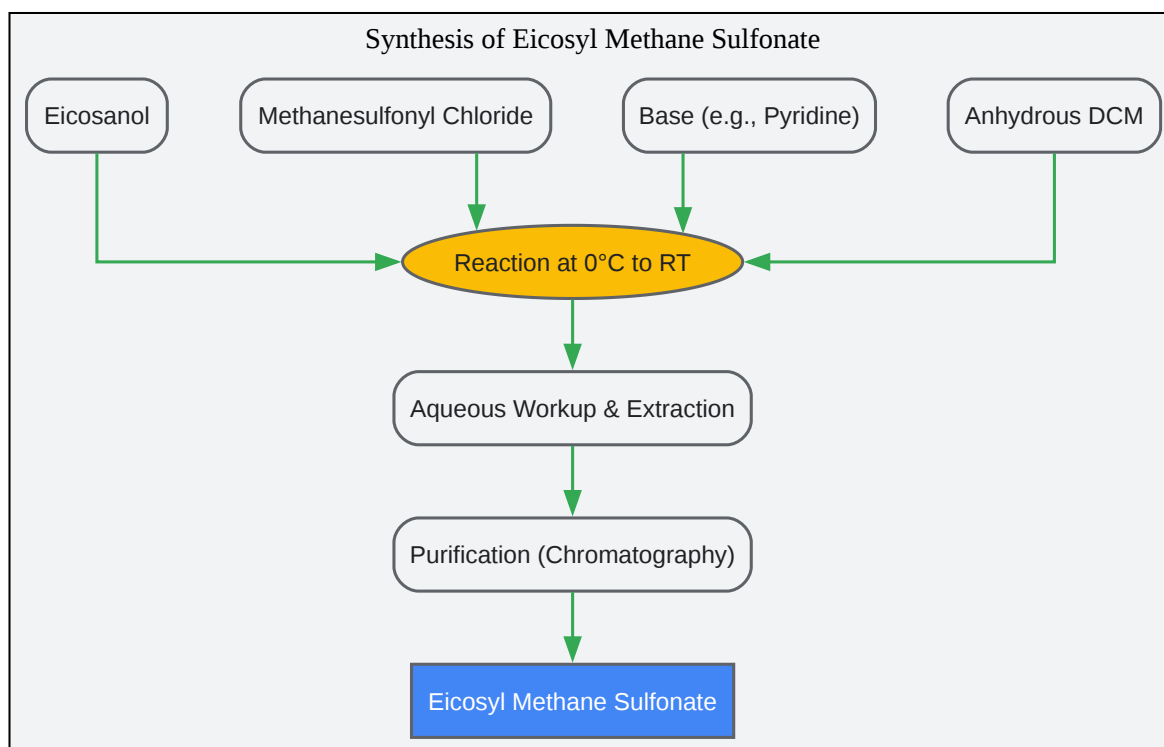 Synthesis of Eicosyl Methane Sulfonate
Eicosanol
Methanesulfonyl Chloride
Base (e.g., Pyridine)
Anhydrous DCM
Reaction at 0°C to RT
Aqueous Workup & Extraction
Purification (Chromatography)
Eicosyl Methane Sulfonate